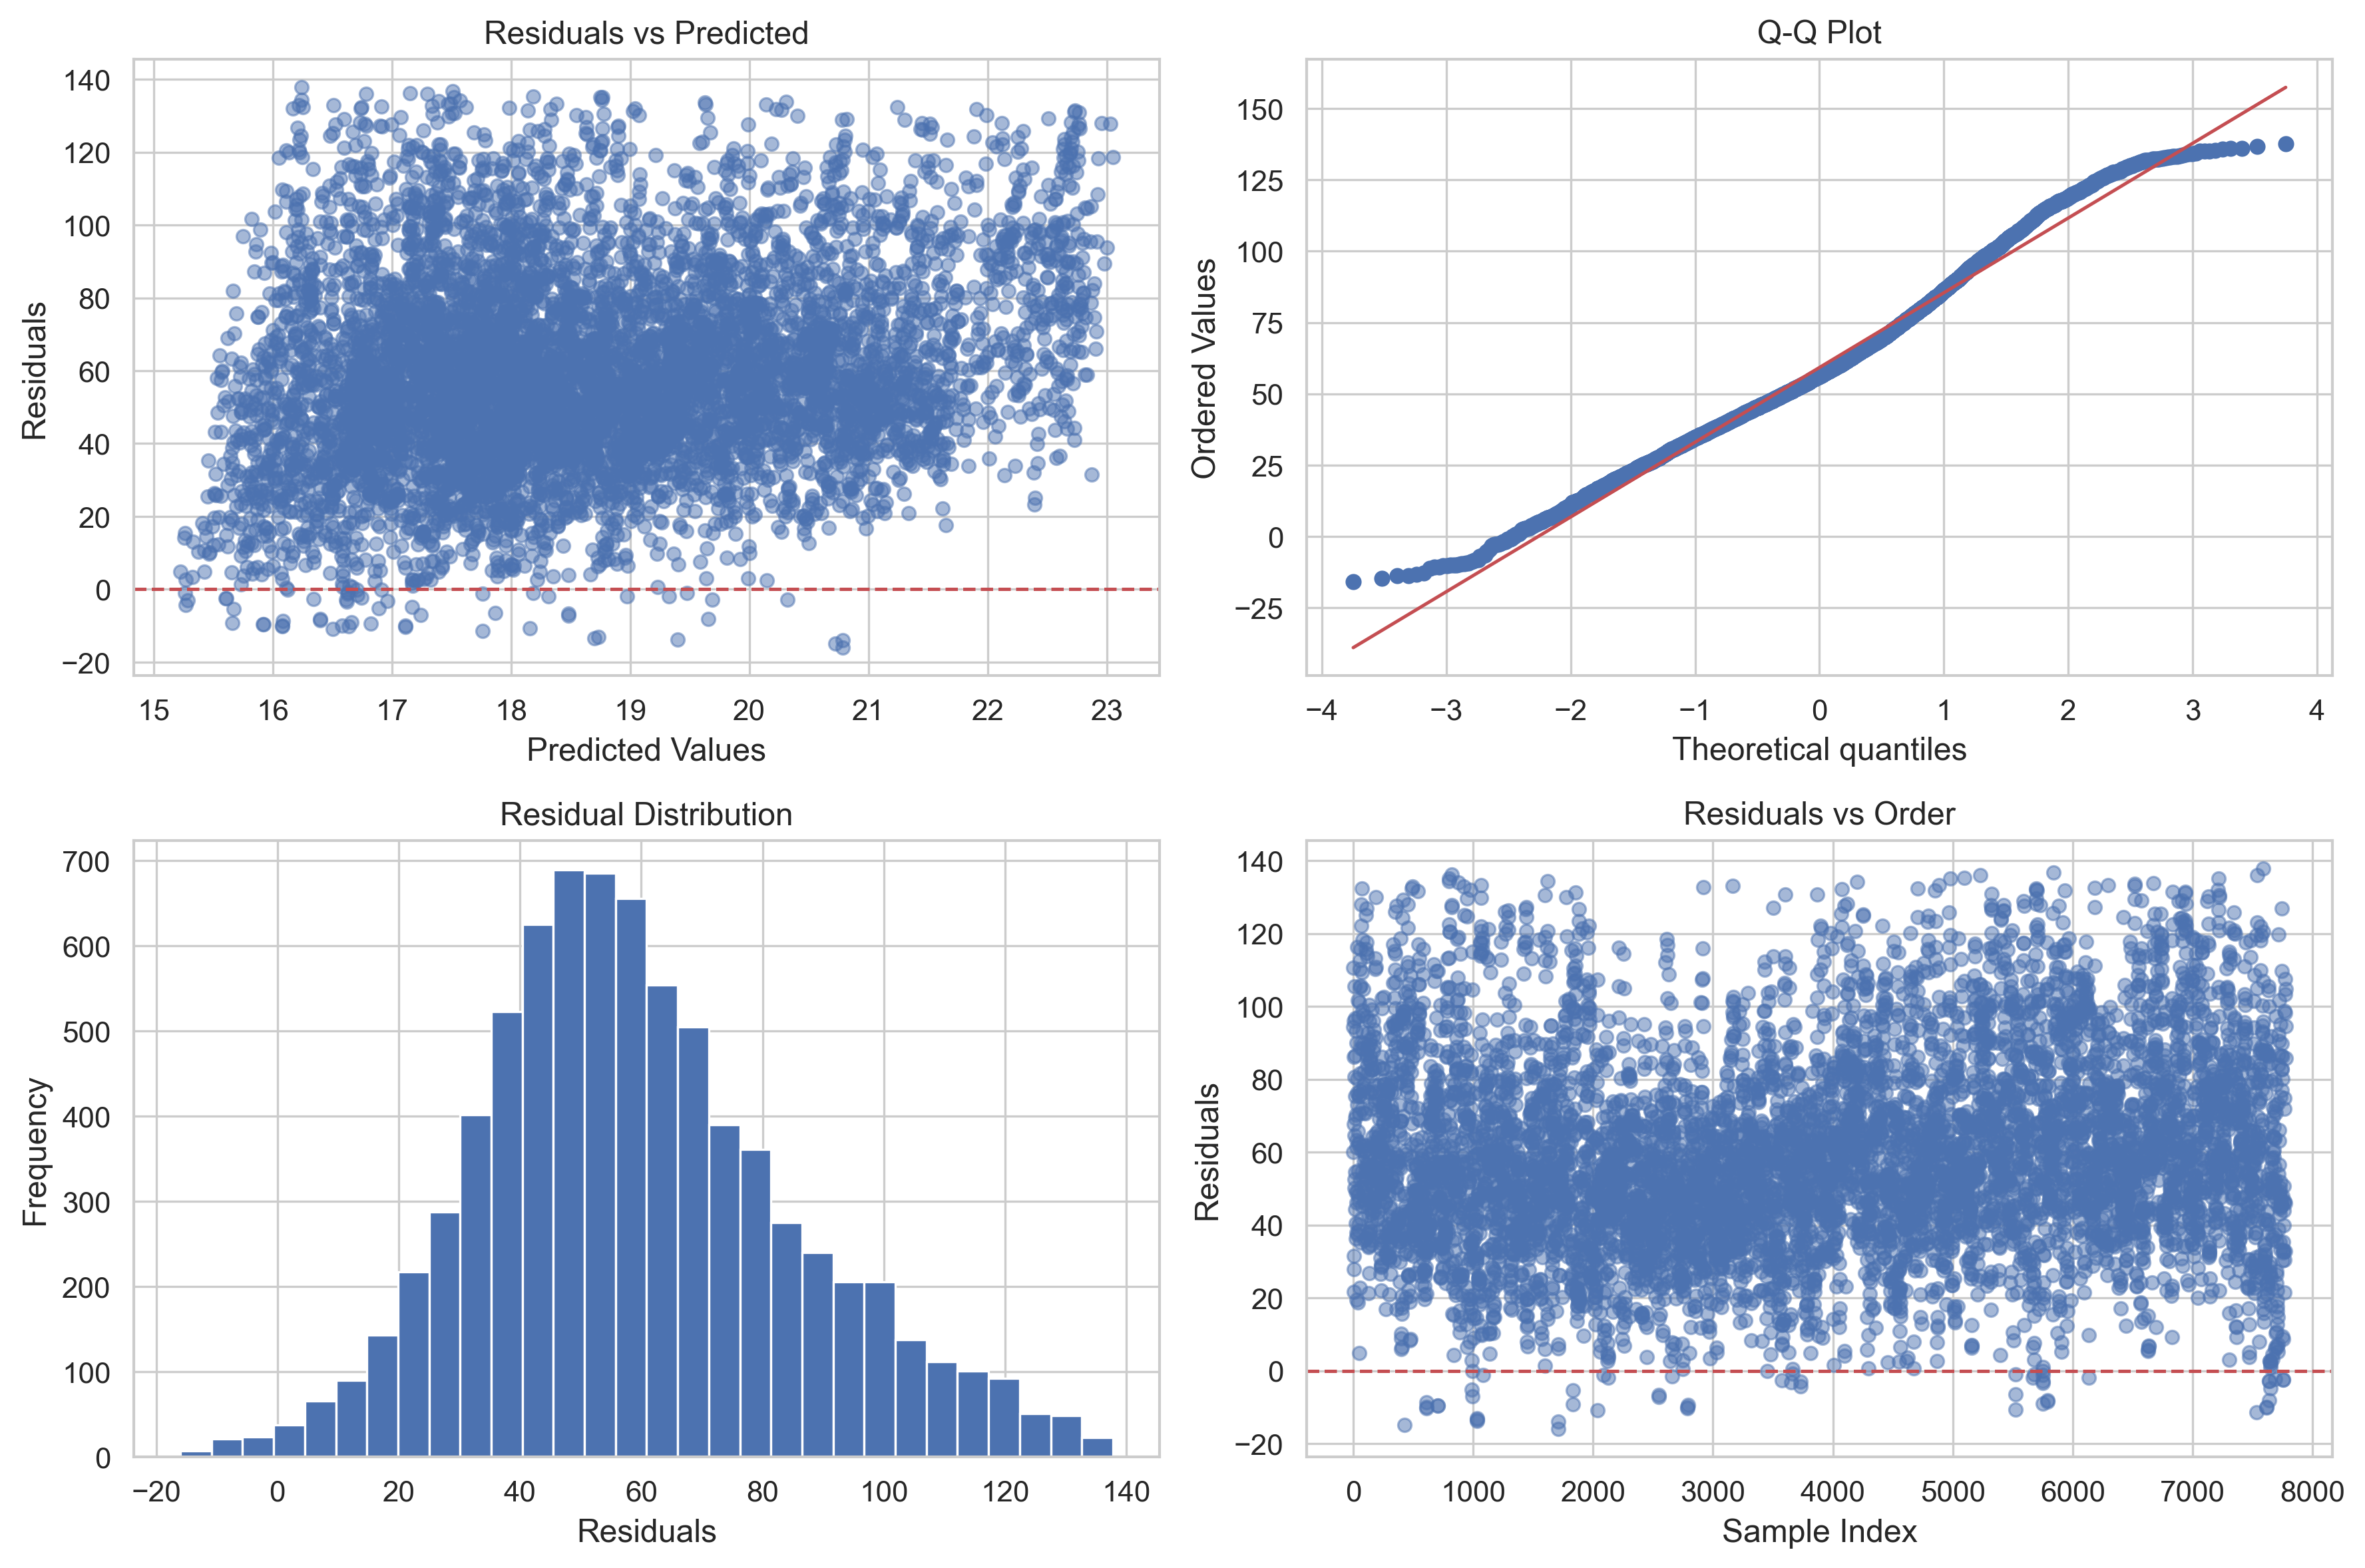 Residuals vs Predicted
Residuals
140
120
100
80
60
40
20
0
−20
15 16 17 18 19 20 21 22 23
Predicted Values
Q-Q Plot
Ordered Values
150
125
100
75
50
25
0
−25
−4 −3 −2 −1 0 1 2 3 4
Theoretical quantiles
Residual Distribution
Frequency
700
600
500
400
300
200
100
0
−20 0 20 40 60 80 100 120 140
Residuals
Residuals vs Order
Residuals
140
120
100
80
60
40
20
0
−20
0 1000 2000 3000 4000 5000 6000 7000 8000
Sample Index